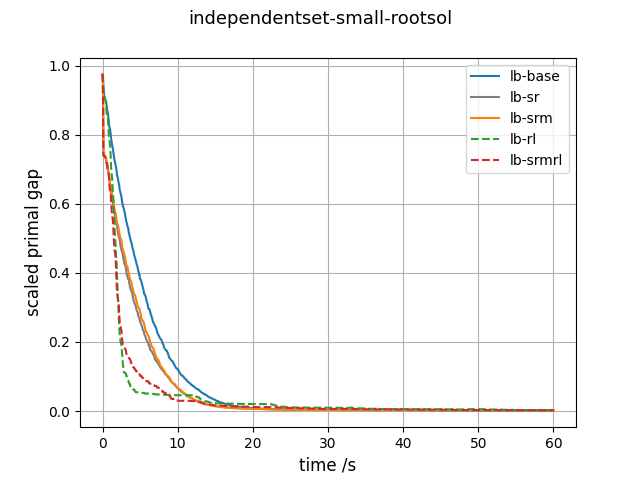 independentset-small-rootsol
1.0
0.8
0.6
0.4
0.2
0.0
scaled primal gap
lb-base
lb-sr
lb-srm
lb-rl
lb-srmrl
0 10 20 30 40 50 60
time /s